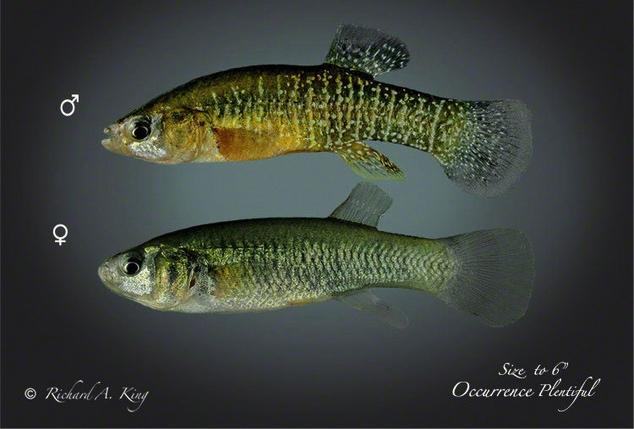 ♂
♀
Size to 6"
© Richard A. King
Occurrence Plentiful